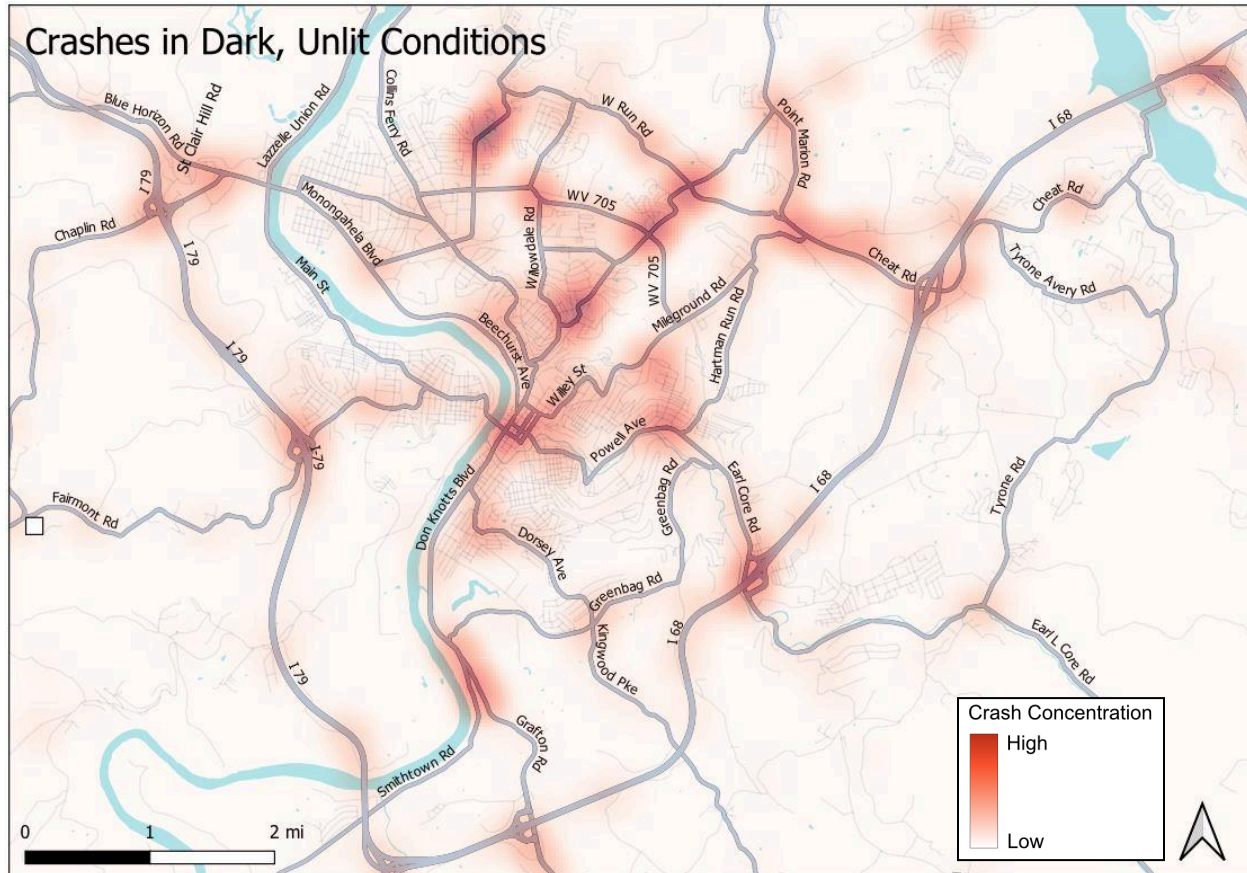 Crashes in Dark, Unlit Conditions
Blue Horizon Rd
St Clair Hill Rd
Lazzelle Union Rd
Collins Ferry Rd
W Run Rd
Point Marion Rd
I 68
I 79
Chaplin Rd
I 79
Monongahela Blvd
Main St
Willowdale Rd
WV 705
WV 705
Cheat Rd
Cheat Rd
Tyrone Avery Rd
Mileground Rd
Hartman Run Rd
Beechurst Ave
Willey St
I 79
I-79
Powell Ave
Greenbag Rd
Earl Core Rd
I 68
Tyrone Rd
Fairmont Rd
Don Knotts Blvd
Dorsey Ave
Greenbag Rd
Kingwood Pke
I 68
Earl L Core Rd
I 79
Grafton Rd
Smithtown Rd
Crash Concentration
High
Low
0 1 2 mi